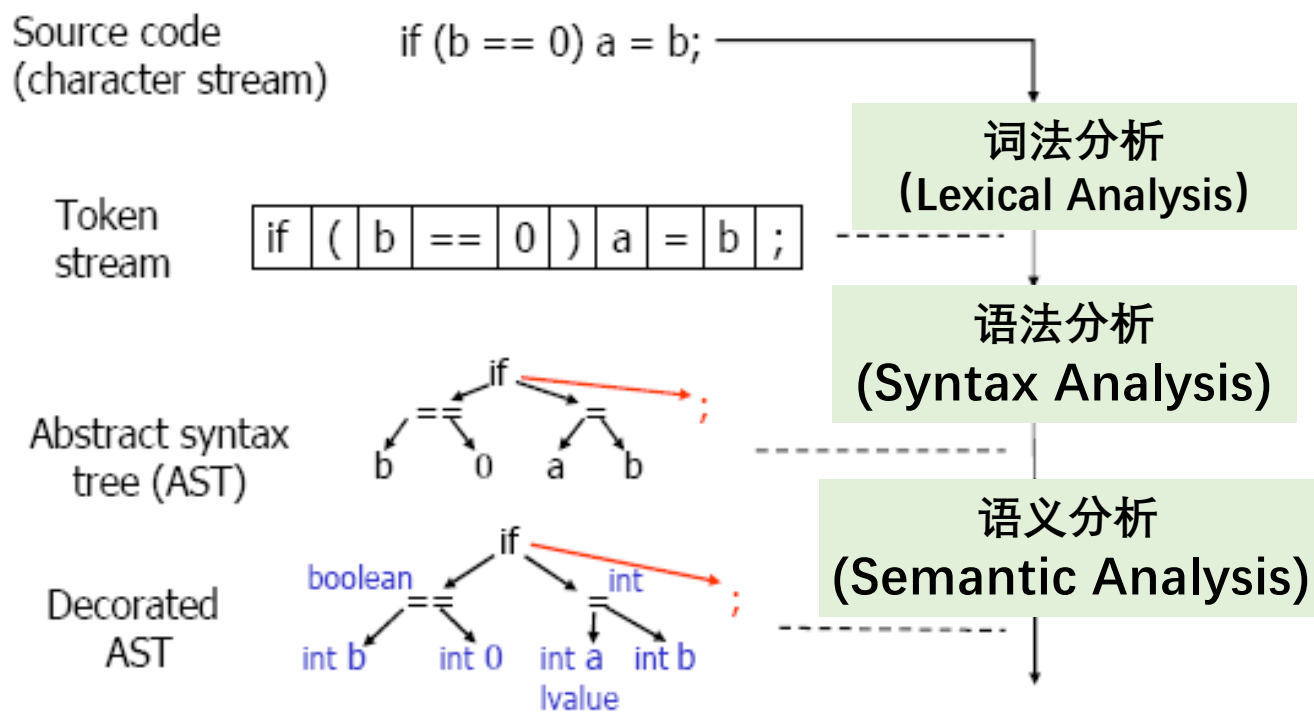 Source code
(character stream)
if (b == 0) a = b;
词法分析
(Lexical Analysis)
Token
stream
if ( b == 0 ) a = b ;
语法分析
(Syntax Analysis)
Abstract syntax
tree (AST)
if
== = ;
b 0 a b
语义分析
(Semantic Analysis)
Decorated
AST
if
boolean int
== = ;
int b int 0 int a int b
lvalue